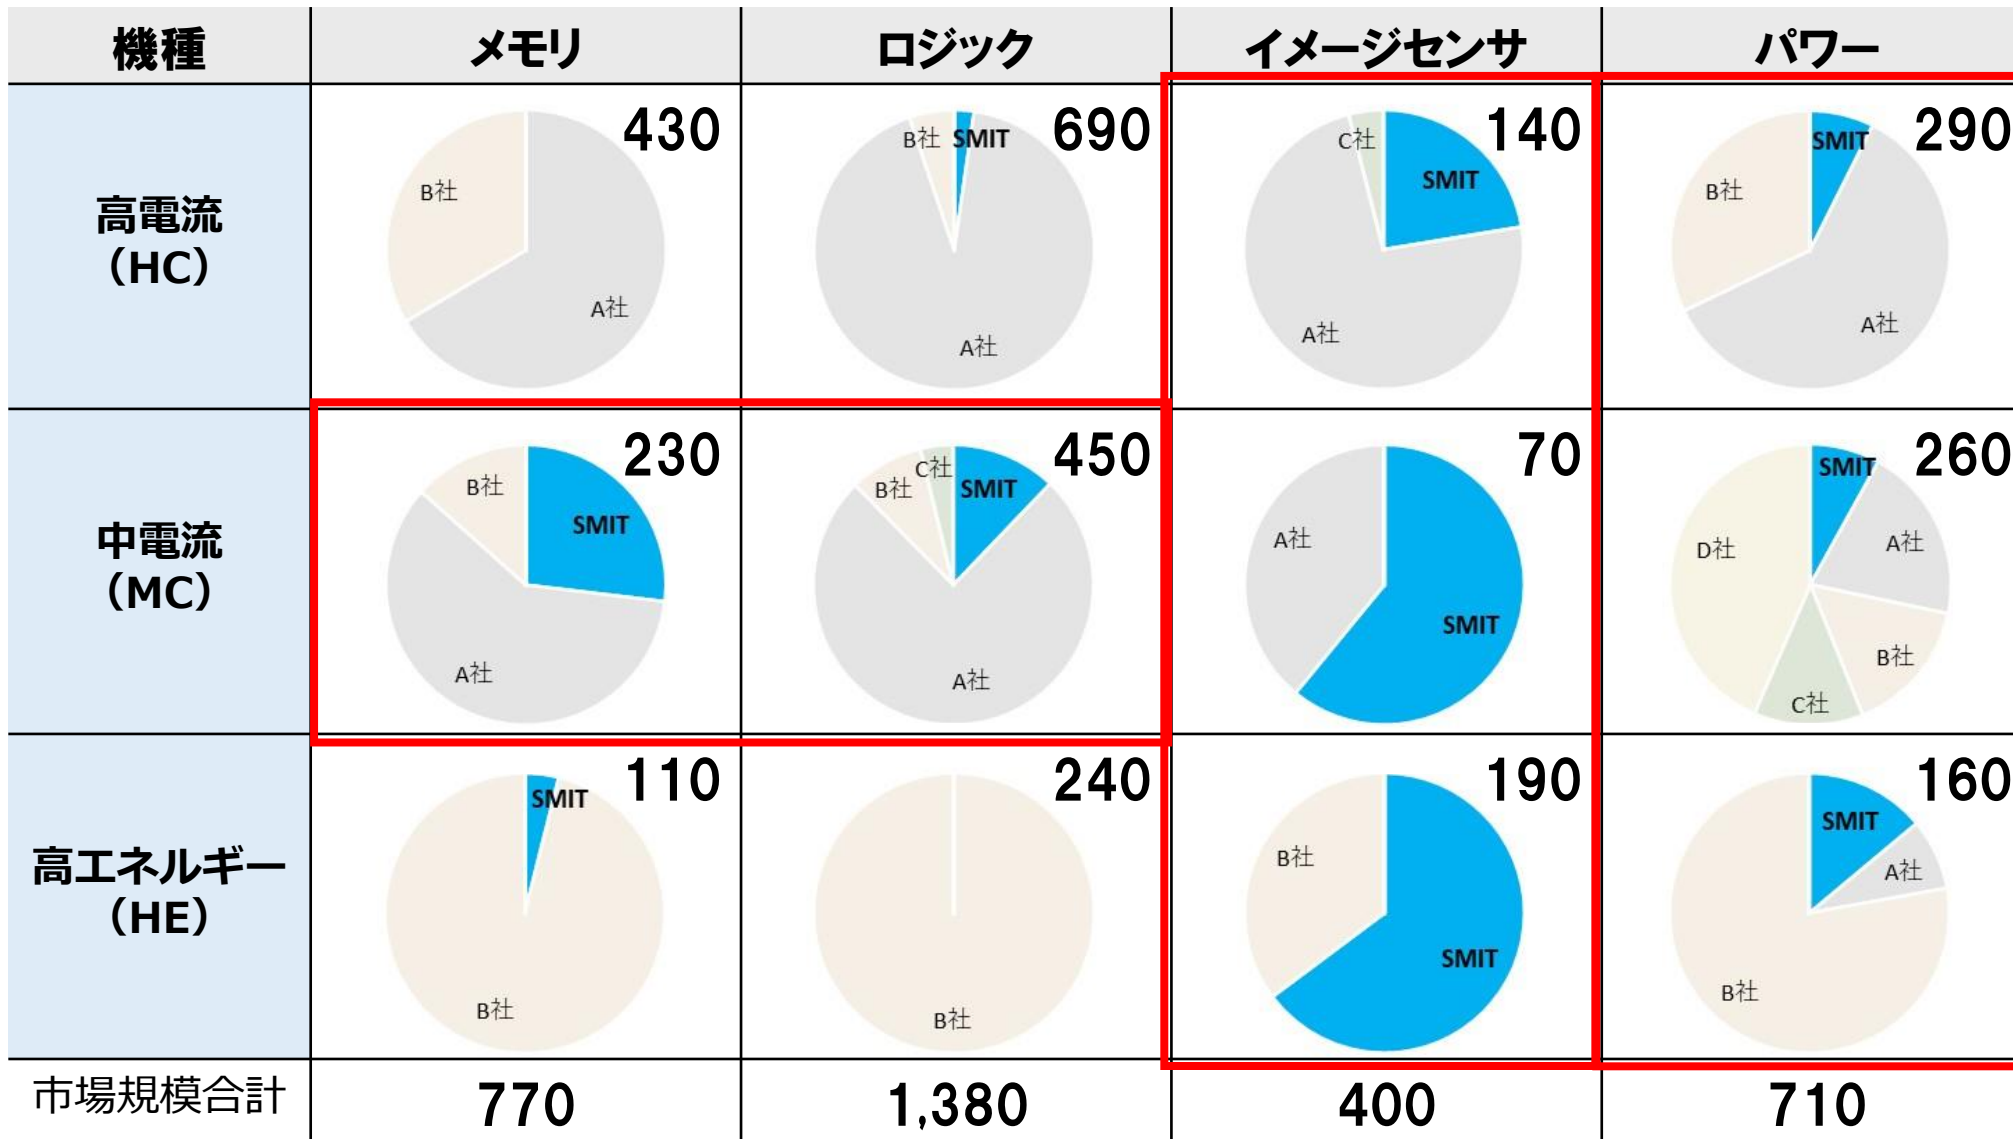 機種
メモリ
ロジック
イメージセンサ
パワー
高電流
（HC）
430
B社
A社
690
B社
SMIT
A社
140
C社
SMIT
A社
290
SMIT
B社
A社
中電流
（MC）
230
B社
SMIT
A社
450
C社
B社
SMIT
A社
70
A社
SMIT
260
SMIT
A社
D社
B社
C社
高エネルギー
（HE）
110
SMIT
B社
240
B社
190
B社
SMIT
160
SMIT
A社
B社
市場規模合計
770
1,380
400
710